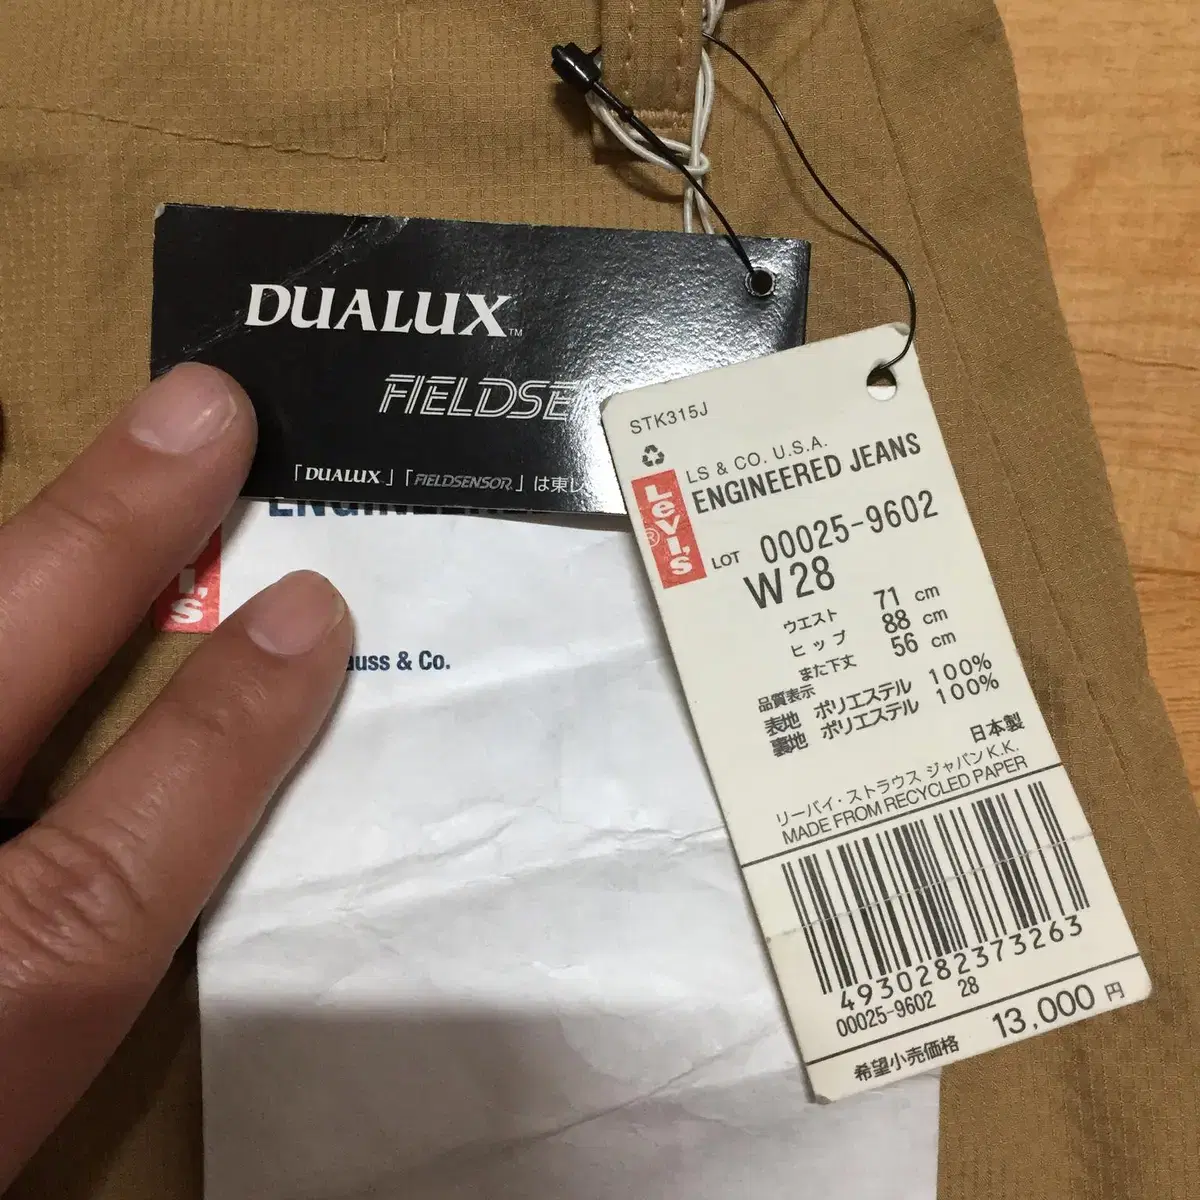 DUALUX™
FIELDSE
「DUALUX」「FIELDSENSOR」は東レ
auss & Co.
STK315J
LS & CO. U.S.A.
ENGINEERED JEANS
Levi's®
LOT 00025-9602
W 28
ウエスト 71 cm
ヒップ 88 cm
また下丈 56 cm
品質表示
表地 ポリエステル 100%
裏地 ポリエステル 100%
日本製
リーバイ・ストラウス ジャパン K.K.
MADE FROM RECYCLED PAPER
4930282373263
00025-9602 28
希望小売価格 13,000 円